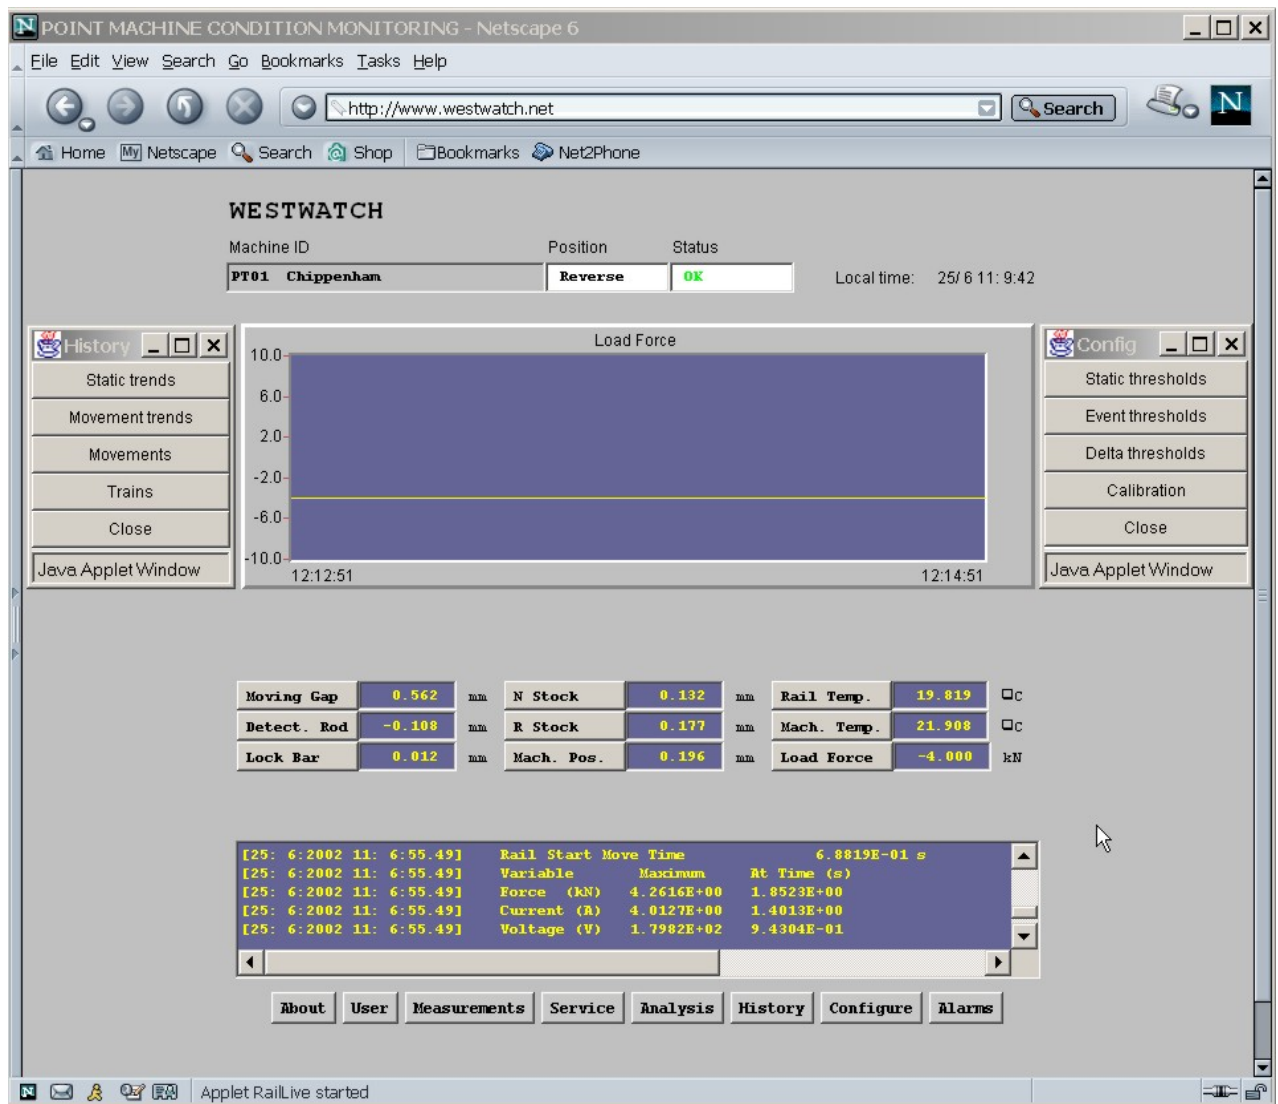 POINT MACHINE CONDITION MONITORING - Netscape 6
File Edit View Search Go Bookmarks Tasks Help
http://www.westwatch.net
Search
N
Home My Netscape Search Shop Bookmarks Net2Phone
WESTWATCH
Machine ID Position Status
PT01 Chippenham Reverse OK Local time: 25/ 6 11: 9:42
History
Static trends
Movement trends
Movements
Trains
Close
Java Applet Window
Load Force
10.0
6.0
2.0
-2.0
-6.0
-10.0
12:12:51 12:14:51
Config
Static thresholds
Event thresholds
Delta thresholds
Calibration
Close
Java Applet Window
Moving Gap 0.562 mm N Stock 0.132 mm Rail Temp. 19.819 □C
Detect. Rod -0.108 mm R Stock 0.177 mm Mach. Temp. 21.908 □C
Lock Bar 0.012 mm Mach. Pos. 0.196 mm Load Force -4.000 kN
[25: 6:2002 11: 6:55.49] Rail Start Move Time 6.8819E-01 s
[25: 6:2002 11: 6:55.49] Variable Maximum At Time (s)
[25: 6:2002 11: 6:55.49] Force (kN) 4.2616E+00 1.8523E+00
[25: 6:2002 11: 6:55.49] Current (A) 4.0127E+00 1.4013E+00
[25: 6:2002 11: 6:55.49] Voltage (V) 1.7982E+02 9.4304E-01
About User Measurements Service Analysis History Configure Alarms
Applet RailLive started